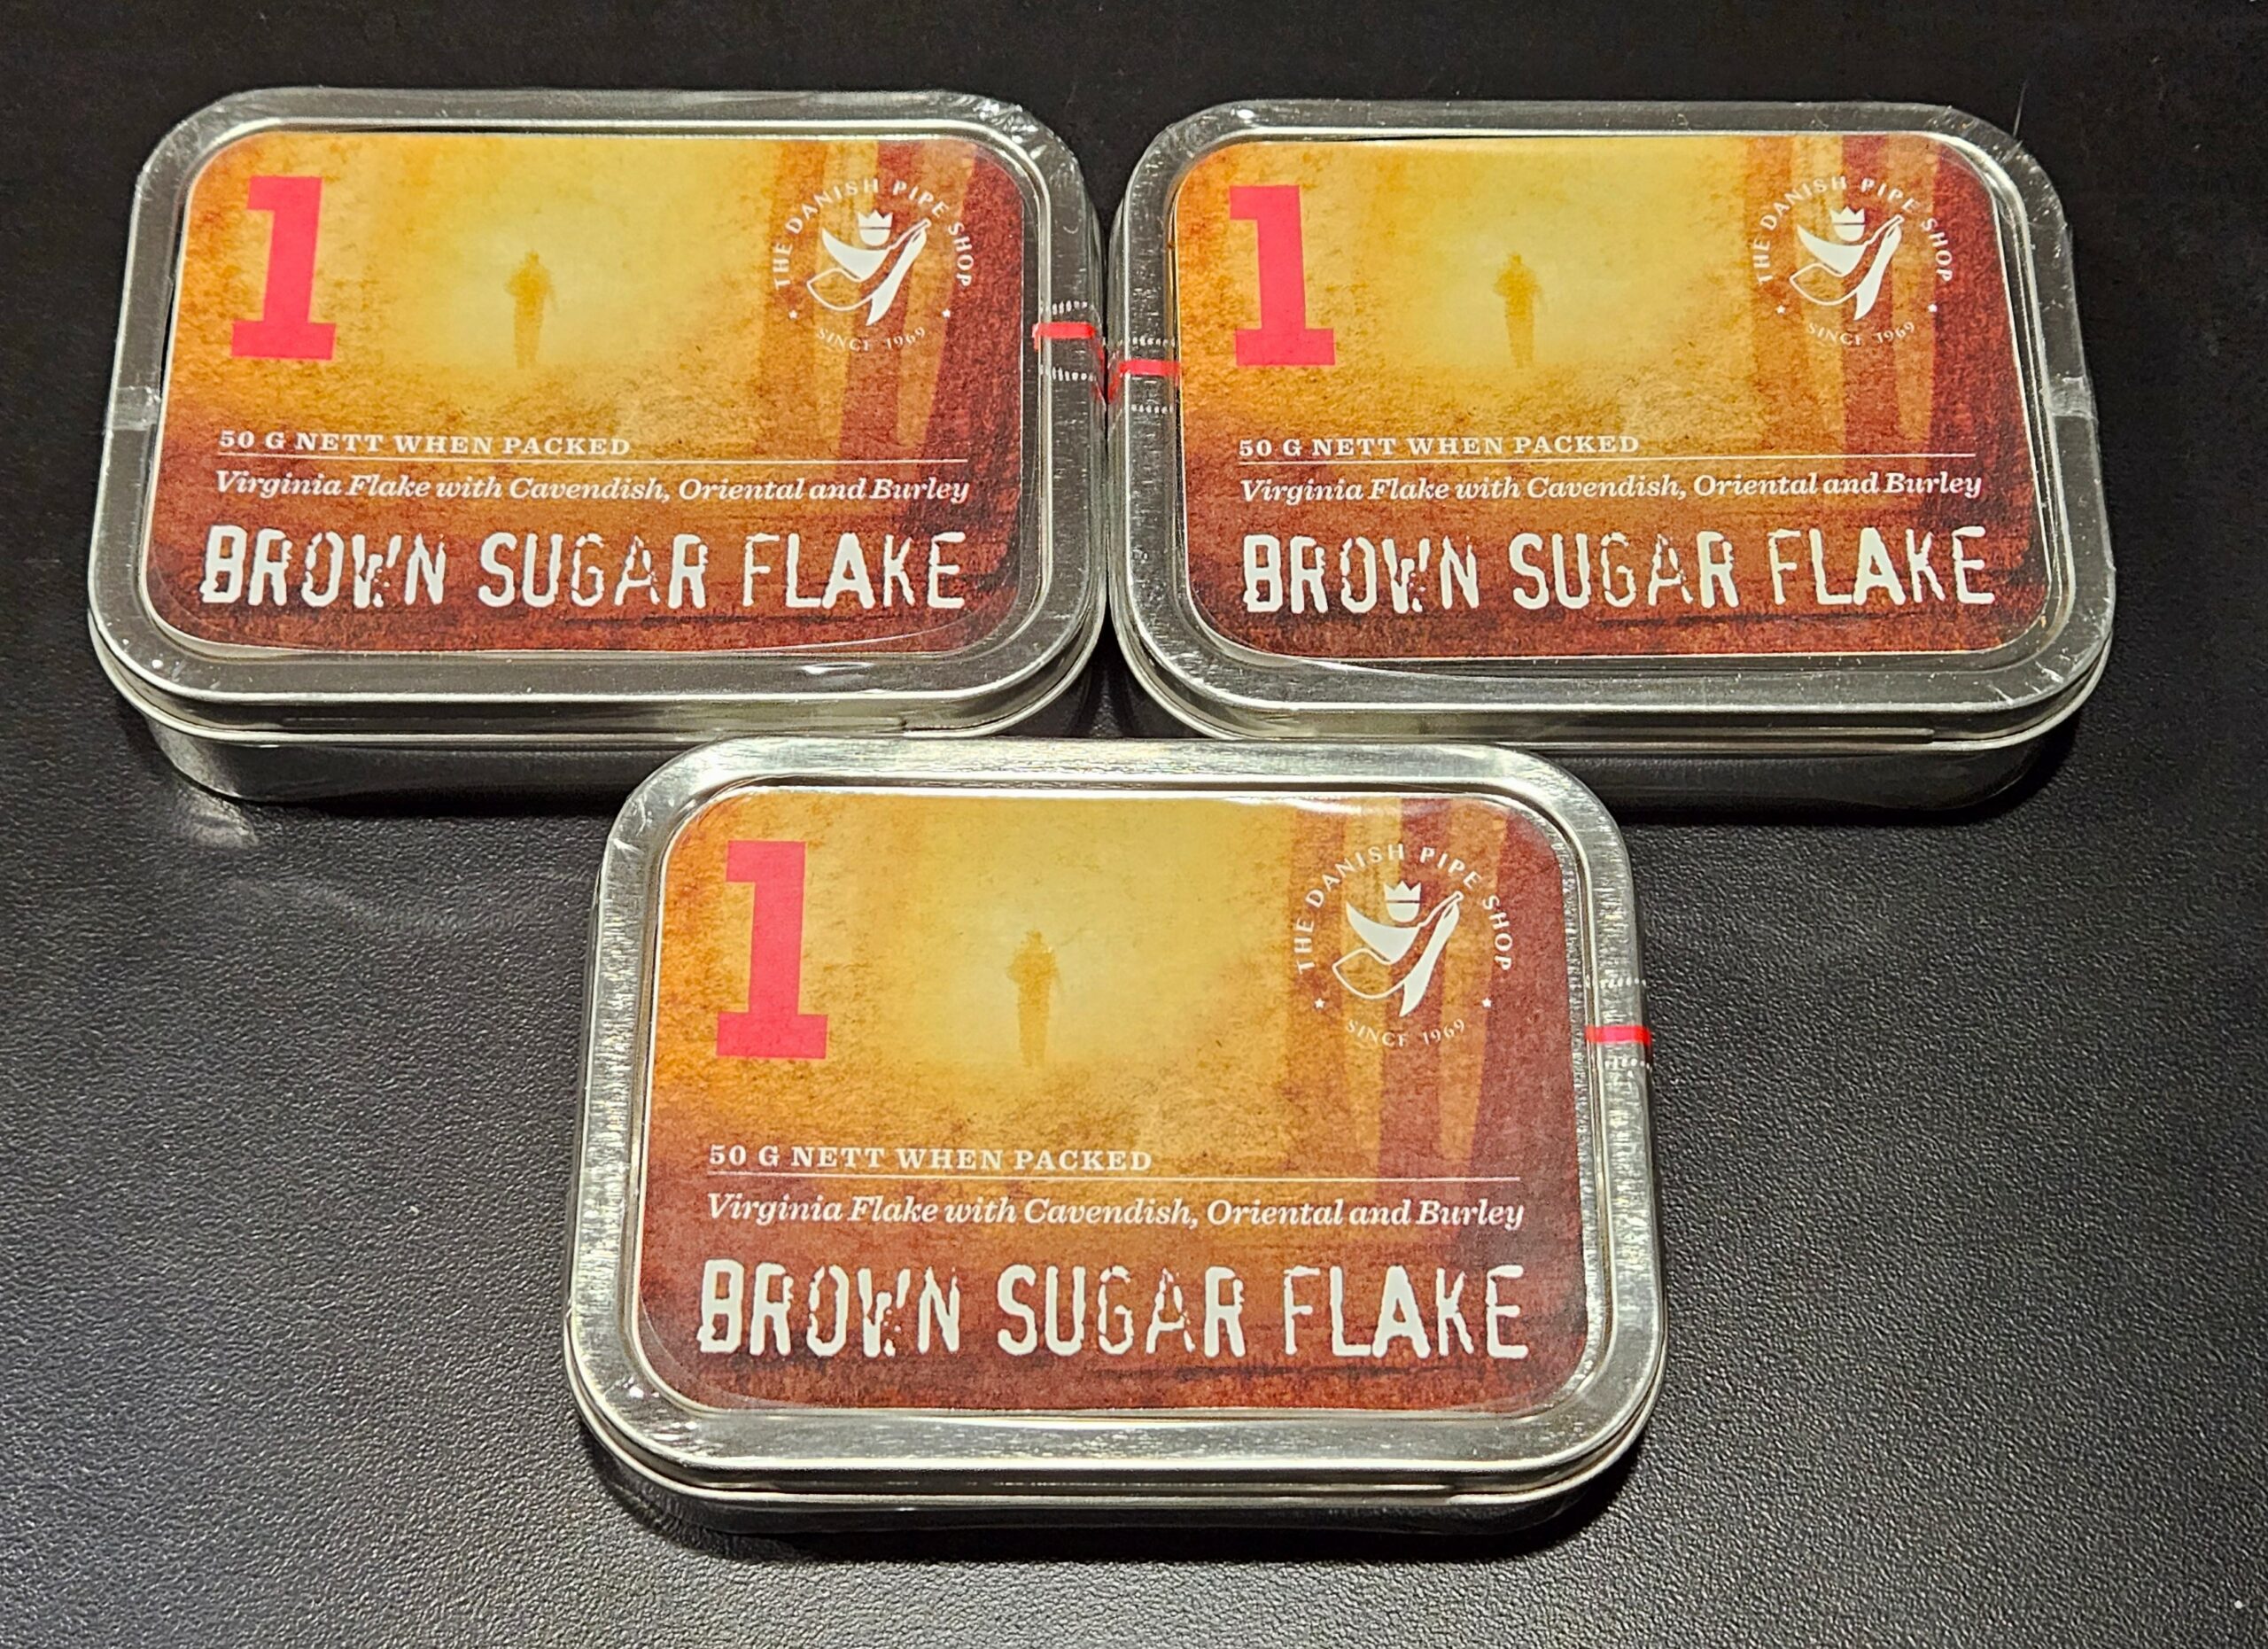 1
THE DANISH PIPE SHOP
SINCE 1969
50 G NETT WHEN PACKED
Virginia Flake with Cavendish, Oriental and Burley
BROWN SUGAR FLAKE
1
THE DANISH PIPE SHOP
SINCE 1969
50 G NETT WHEN PACKED
Virginia Flake with Cavendish, Oriental and Burley
BROWN SUGAR FLAKE
1
THE DANISH PIPE SHOP
SINCE 1969
50 G NETT WHEN PACKED
Virginia Flake with Cavendish, Oriental and Burley
BROWN SUGAR FLAKE